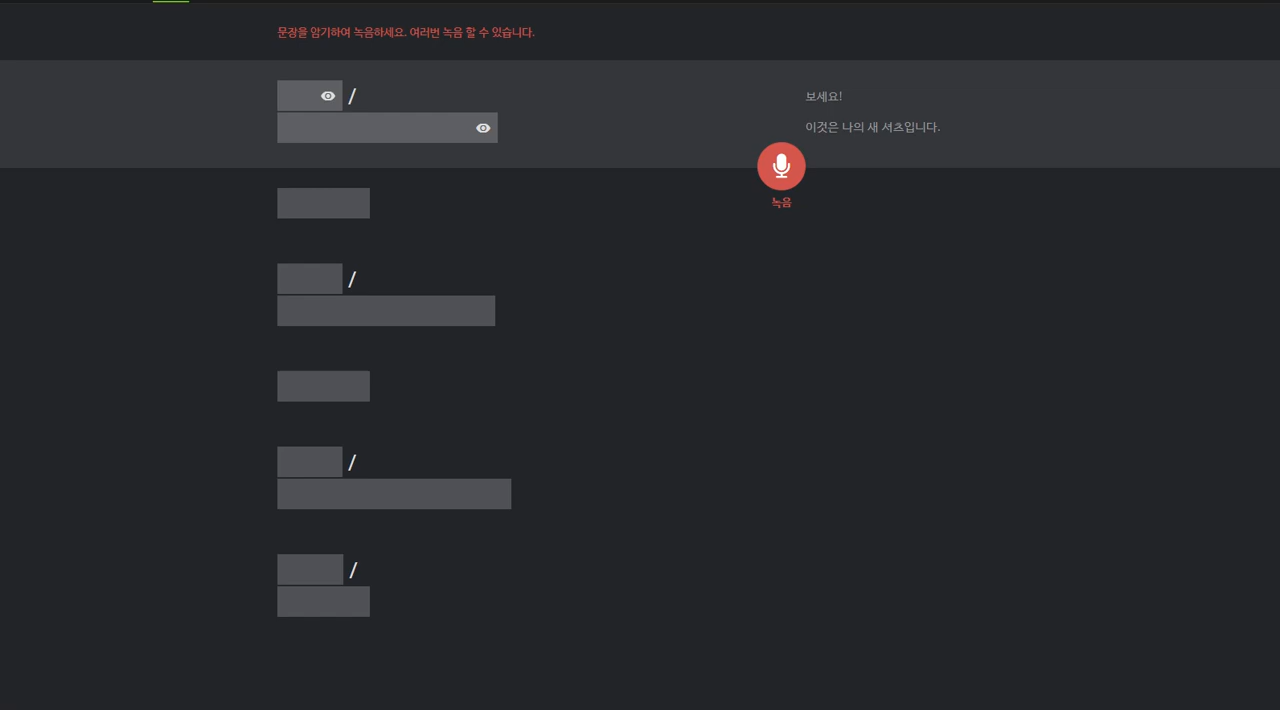 문장을 암기하여 녹음하세요. 여러번 녹음 할 수 있습니다.
/
보세요!
이것은 나의 새 셔츠입니다.
녹음
/
/
/